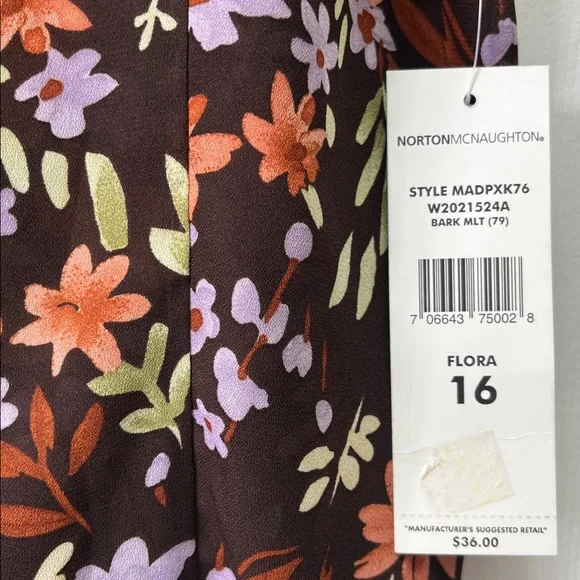 NORTONMCNAUGHTON®
STYLE MADPXK76
W2021524A
BARK MLT (79)
7 06643 75002 8
FLORA
16
"MANUFACTURER'S SUGGESTED RETAIL"
$36.00